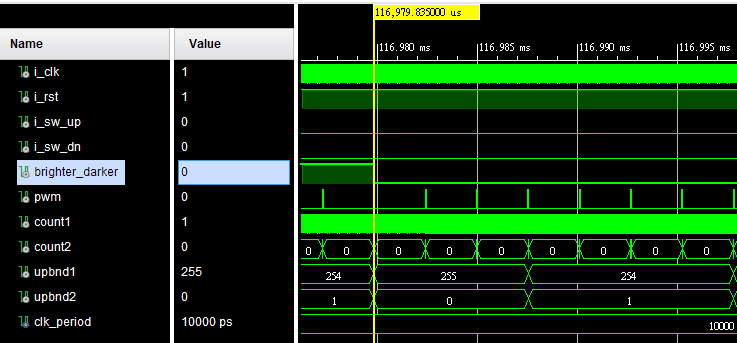 116,979.835000 us
Name Value
116.980 ms 116.985 ms 116.990 ms 116.995 ms
i_clk 1
i_rst 1
i_sw_up 0
i_sw_dn 0
brighter_darker 0
pwm 0
count1 1
count2 0 0 0 0 0 0 0 0 0
upbnd1 255 254 255 254
upbnd2 0 1 0 1
clk_period 10000 ps 10000